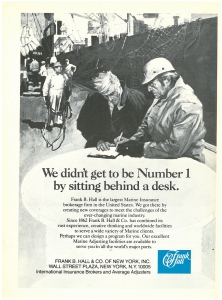 We didn't get to be Number 1
by sitting behind a desk.
Frank B. Hall is the largest Marine Insurance
brokerage firm in the United States. We got there by
creating new coverages to meet the challenges of the
ever-changing marine industry.
Since 1862 Frank B. Hall & Co. has combined its
vast experience, creative thinking and worldwide facilities
to serve a wide variety of Marine clients.
Perhaps we can design a program for you. Our excellent
Marine Adjusting facilities are available to
serve you in all the world's major ports.
FRANK B. HALL & CO. OF NEW YORK, INC.
WALL STREET PLAZA, NEW YORK, N.Y. 10005
International Insurance Brokers and Average Adjusters